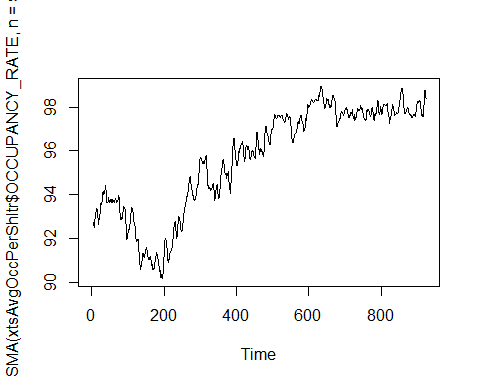 SMA(xtsAvgOccPerShltr$OCCUPANCY_RATE, n =
98
96
94
92
90
0 200 400 600 800
Time